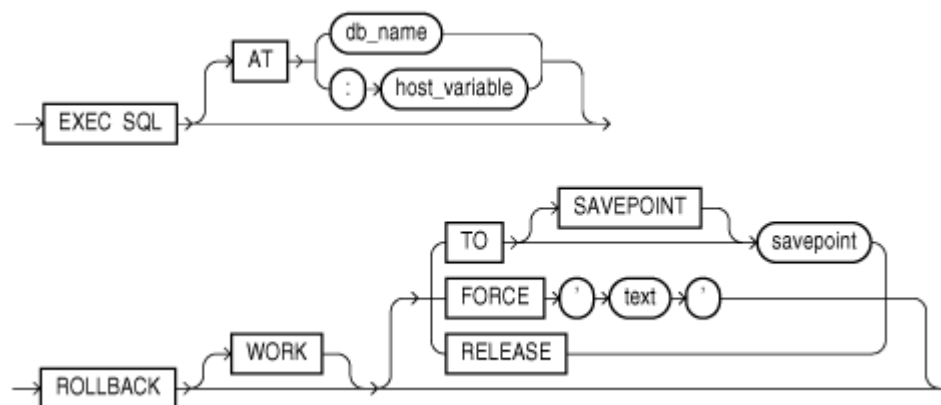 db_name
AT
: host_variable
EXEC SQL
SAVEPOINT
TO savepoint
FORCE ' text '
WORK RELEASE
ROLLBACK